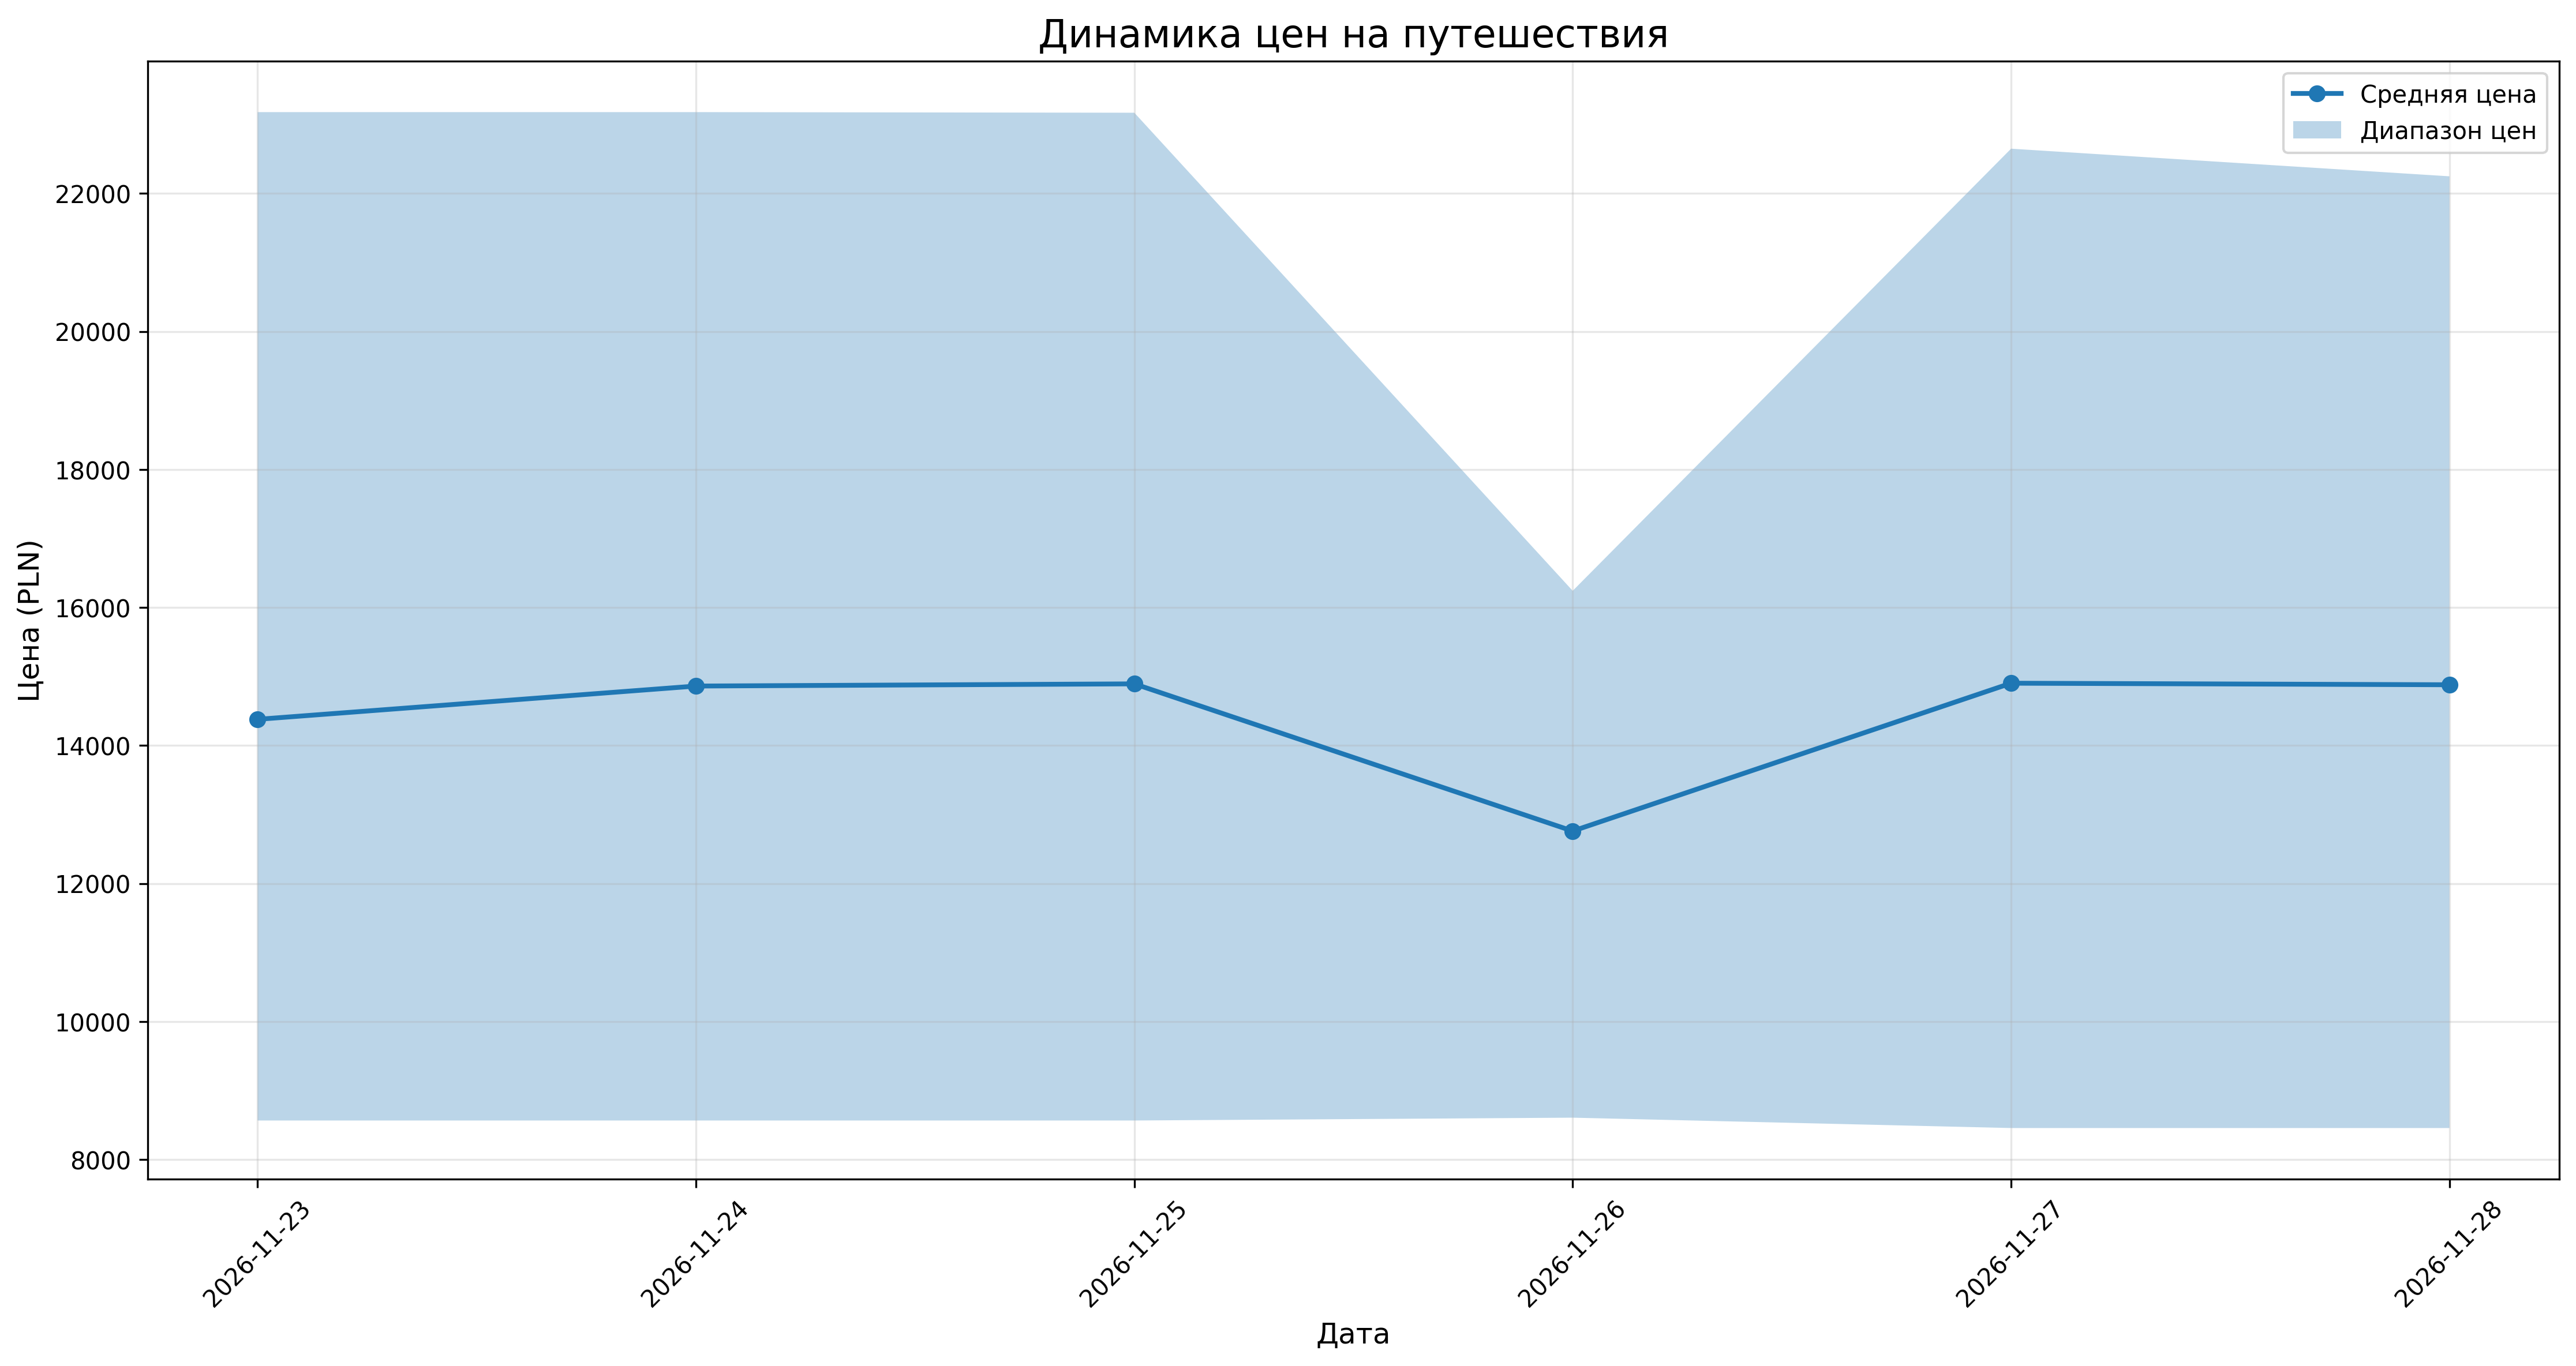 Динамика цен на путешествия
Средняя цена
Диапазон цен
Цена (PLN)
22000
20000
18000
16000
14000
12000
10000
8000
2026-11-23
2026-11-24
2026-11-25
2026-11-26
2026-11-27
2026-11-28
Дата